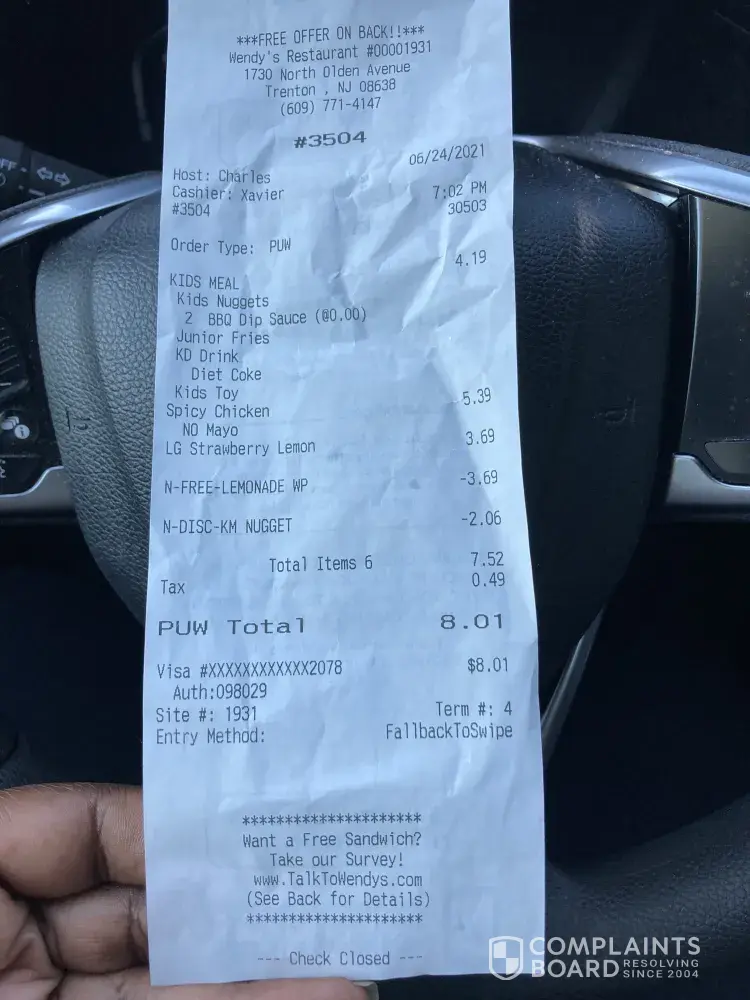 ***FREE OFFER ON BACK!!***
Wendy's Restaurant #00001931
1730 North Olden Avenue
Trenton , NJ 08638
(609) 771-4147
#3504
06/24/2021
Host: Charles
Cashier: Xavier 7:02 PM
#3504 30503
Order Type: PUW
KIDS MEAL 4.19
Kids Nuggets
2 BBQ Dip Sauce (@0.00)
Junior Fries
KD Drink
Diet Coke
Kids Toy
Spicy Chicken 5.39
NO Mayo
LG Strawberry Lemon 3.69
N-FREE-LEMONADE WP -3.69
N-DISC-KM NUGGET -2.06
Total Items 6 7.52
Tax 0.49
PUW Total 8.01
Visa #XXXXXXXXXXXX2078 $8.01
Auth:098029
Site #: 1931 Term #: 4
Entry Method: FallbackToSwipe
*********************
Want a Free Sandwich?
Take our Survey!
www.TalkToWendys.com
(See Back for Details)
*********************
--- Check Closed ---
COMPLAINTS
BOARD RESOLVING SINCE 2004